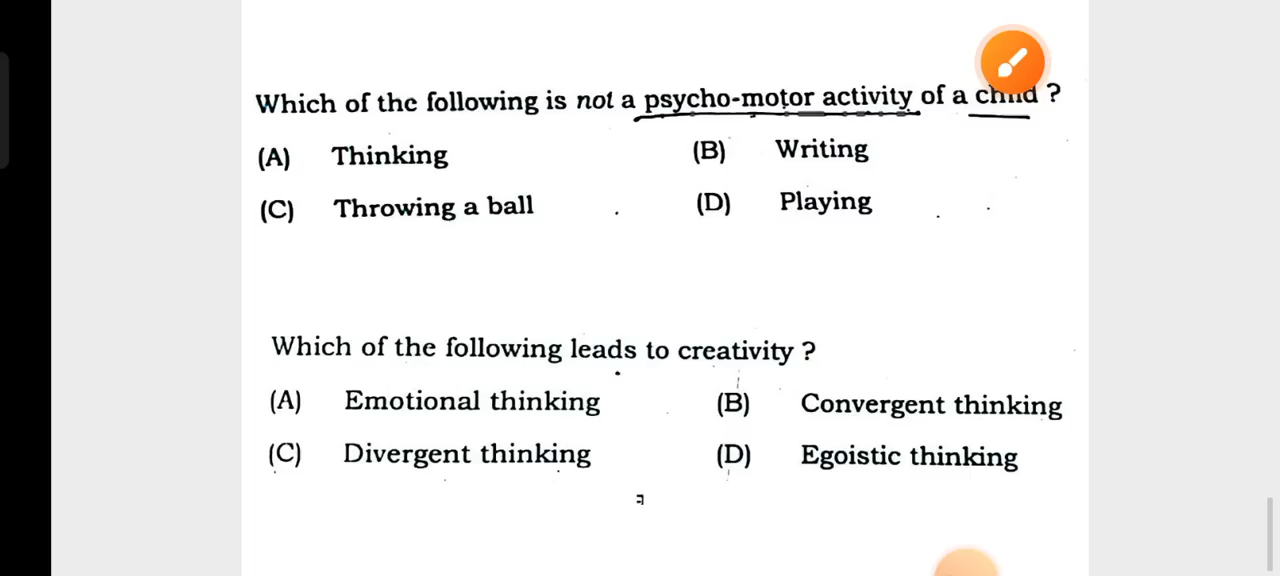 Which of the following is not a psycho-motor activity of a child ?
(A) Thinking (B) Writing
(C) Throwing a ball (D) Playing
Which of the following leads to creativity ?
(A) Emotional thinking (B) Convergent thinking
(C) Divergent thinking (D) Egoistic thinking